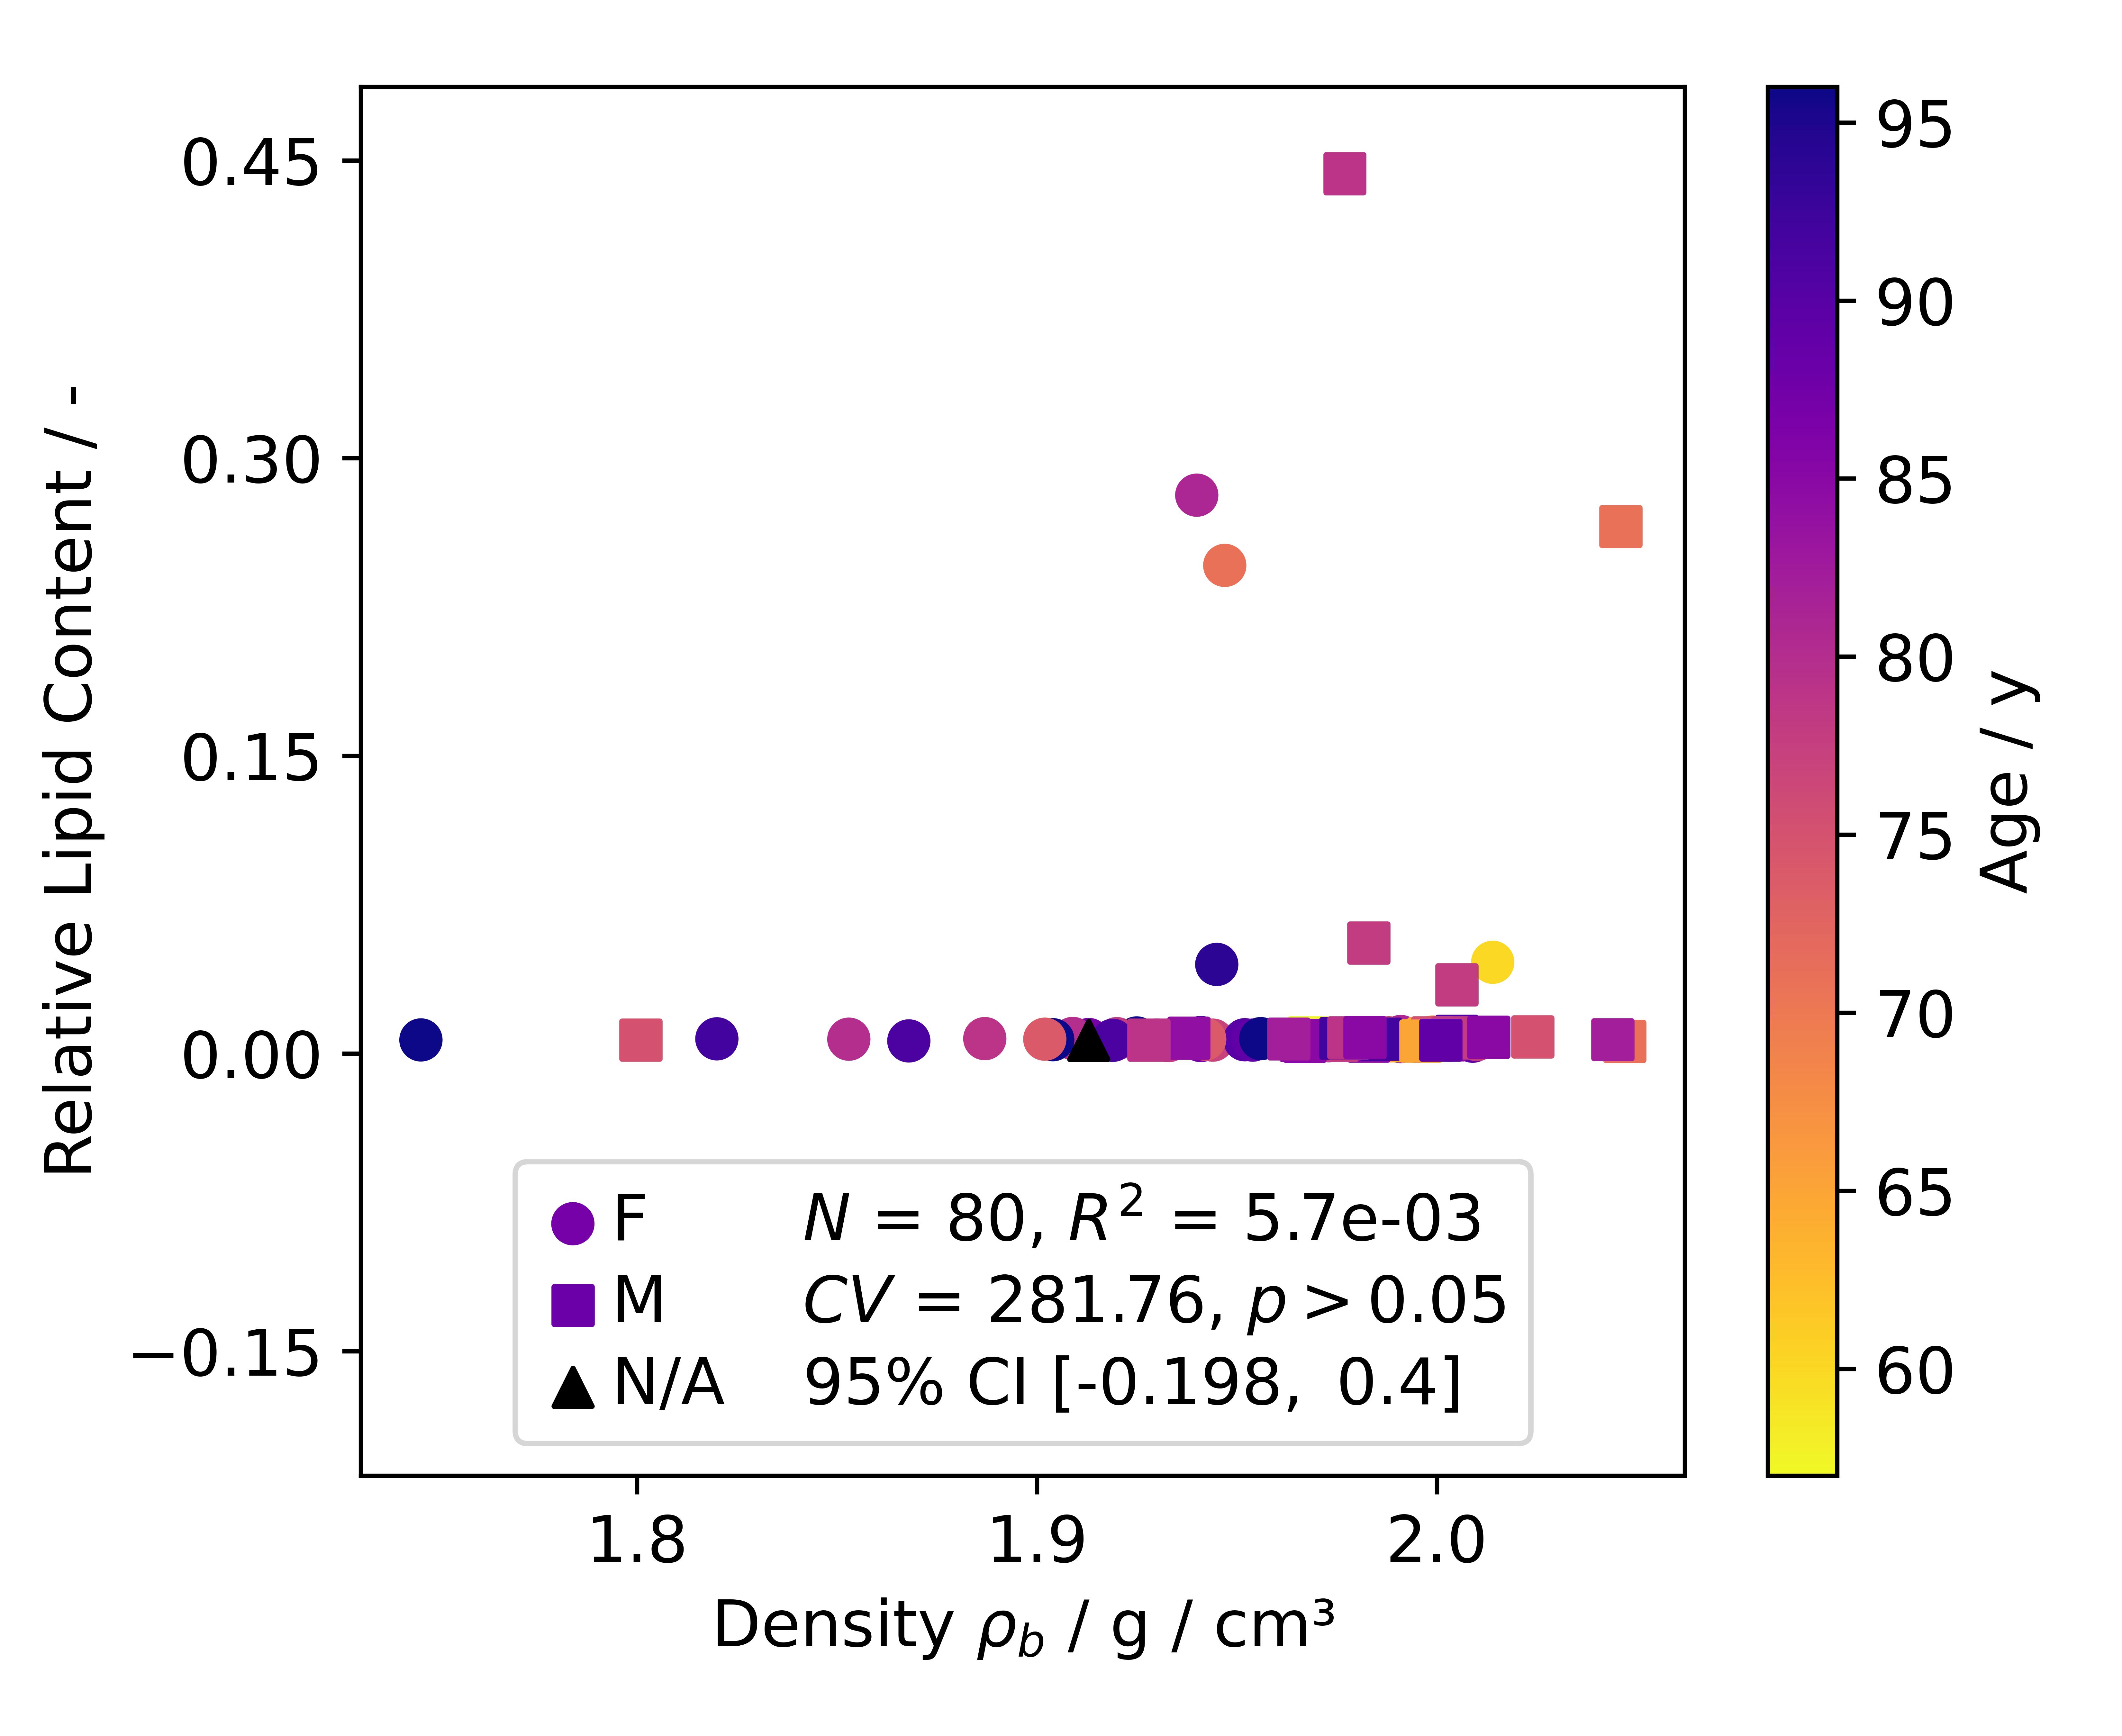 Relative Lipid Content / -
0.45
0.30
0.15
0.00
−0.15
F N = 80, R² = 5.7e-03
M CV = 281.76, p > 0.05
N/A 95% CI [-0.198, 0.4]
1.8 1.9 2.0
Density ρb / g / cm³
95
90
85
80
75
70
65
60
Age / y